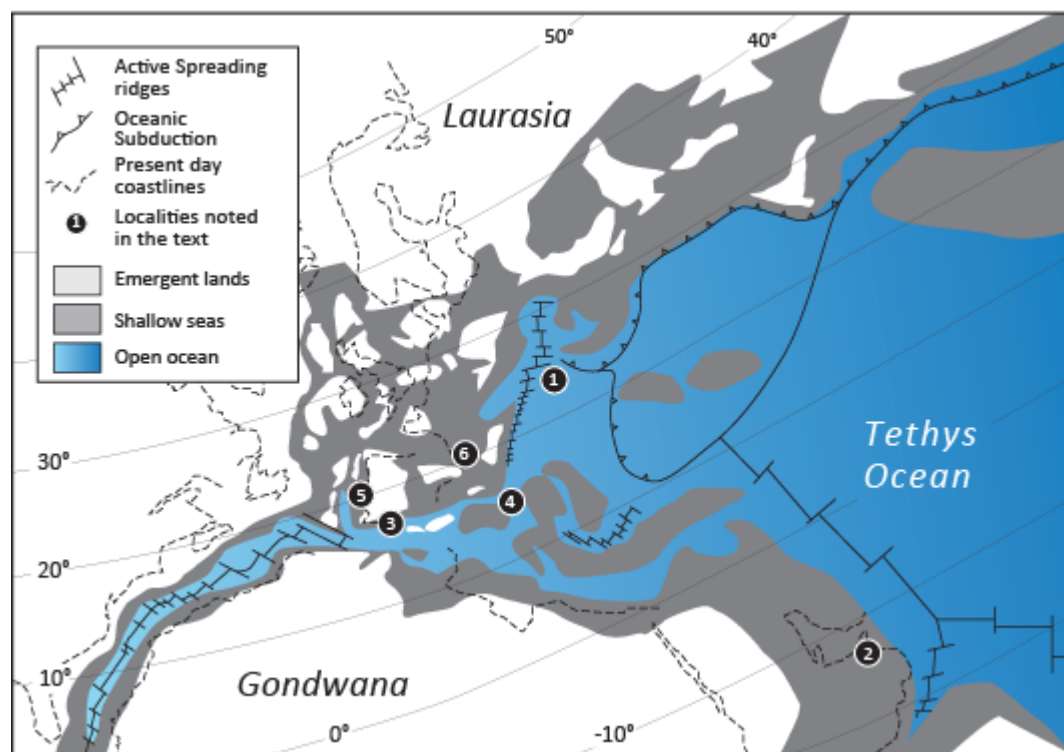 Active Spreading
ridges
Oceanic
Subduction
Present day
coastlines
1
Localities noted
in the text
Emergent lands
Shallow seas
Open ocean
50°
40°
Laurasia
1
Tethys
Ocean
6
30°
5
4
3
20°
2
10°
Gondwana
0°
-10°